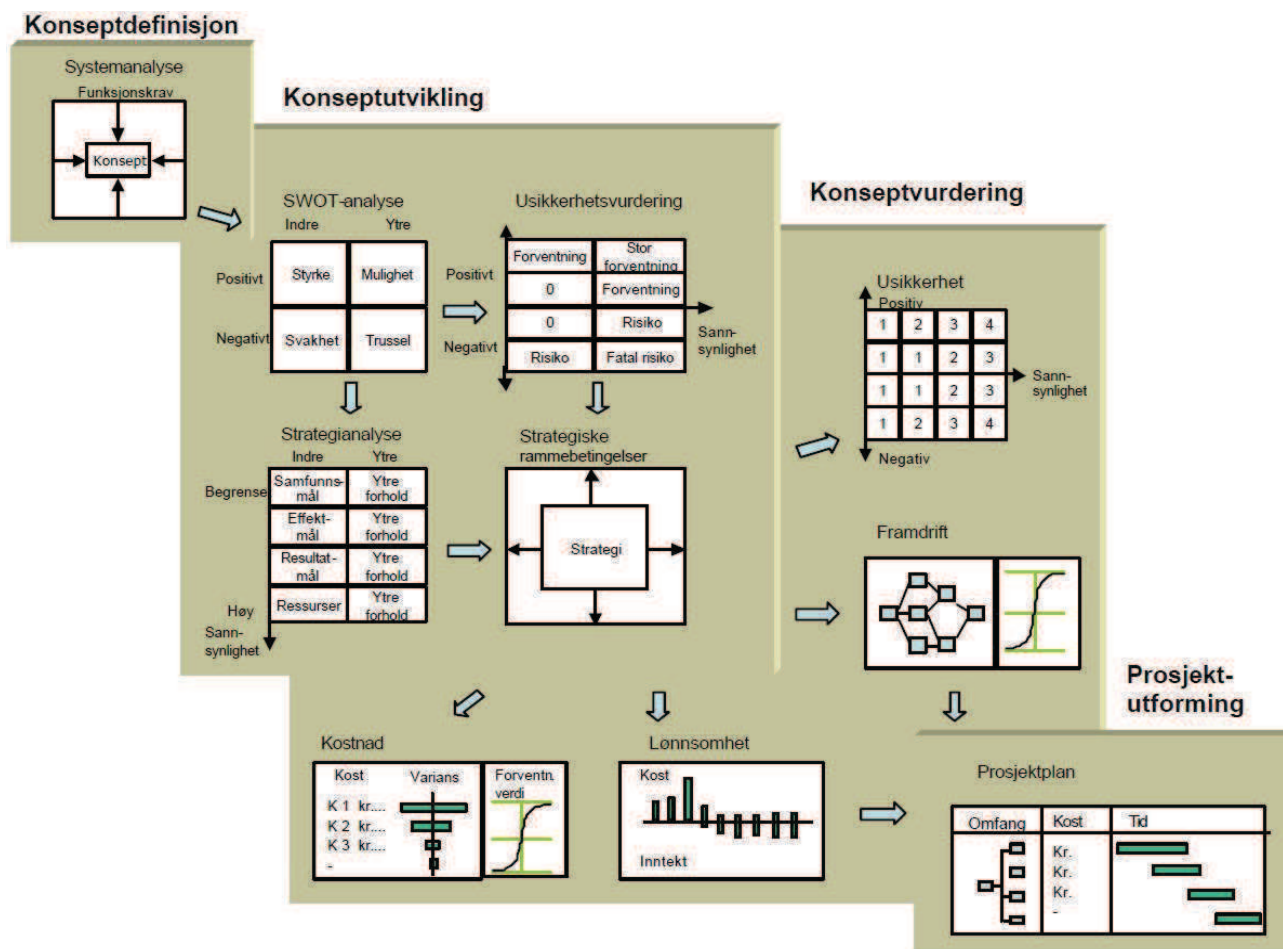 Konseptdefinisjon
Systemanalyse
Funksjonskrav
Konsept
Konseptutvikling
SWOT-analyse
Indre Ytre
Positivt
Styrke Mulighet
Negativt
Svakhet Trussel
Usikkerhetsvurdering
Positivt
Forventning Stor
forventning
0 Forventning
0 Risiko
Negativt
Risiko Fatal risiko
Sann-
synlighet
Strategianalyse
Indre Ytre
Begrense
Samfunns-
mål
Ytre
forhold
Effekt-
mål
Ytre
forhold
Resultat-
mål
Ytre
forhold
Høy
Ressurser
Ytre
forhold
Sann-
synlighet
Strategiske
rammebetingelser
Strategi
Konseptvurdering
Usikkerhet
Positiv
1 2 3 4
1 1 2 3
1 1 2 3
1 2 3 4
Sann-
synlighet
Negativ
Framdrift
Kostnad
Kost Varians
K 1 kr....
K 2 kr....
K 3 kr....
-
Forventn.
verdi
Lønnsomhet
Kost
Inntekt
Prosjekt-
utforming
Prosjektplan
Omfang Kost Tid
Kr.
Kr.
Kr.
-